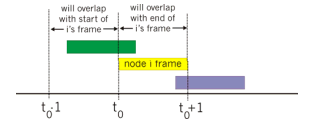 will overlap
with start of
i's frame
will overlap
with end of
i's frame
node i frame
t0-1
t0
t0+1